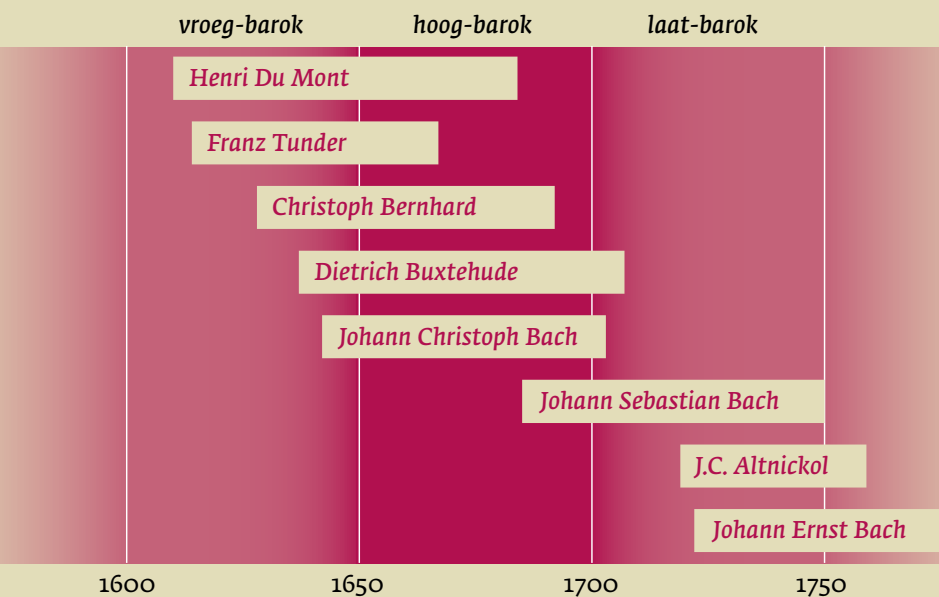 vroeg-barok hoog-barok laat-barok
Henri Du Mont
Franz Tunder
Christoph Bernhard
Dietrich Buxtehude
Johann Christoph Bach
Johann Sebastian Bach
J.C. Altnickol
Johann Ernst Bach
1600 1650 1700 1750